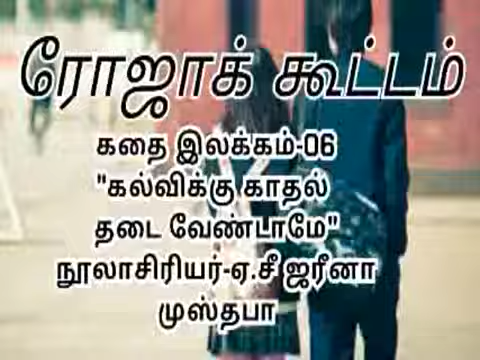 ரோஜாக் கூட்டம்
கதை இலக்கம்-06
"கல்விக்கு காதல்
தடை வேண்டாமே"
நூலாசிரியர்-ஏ.சீ ஜரீனா
முஸ்தபா